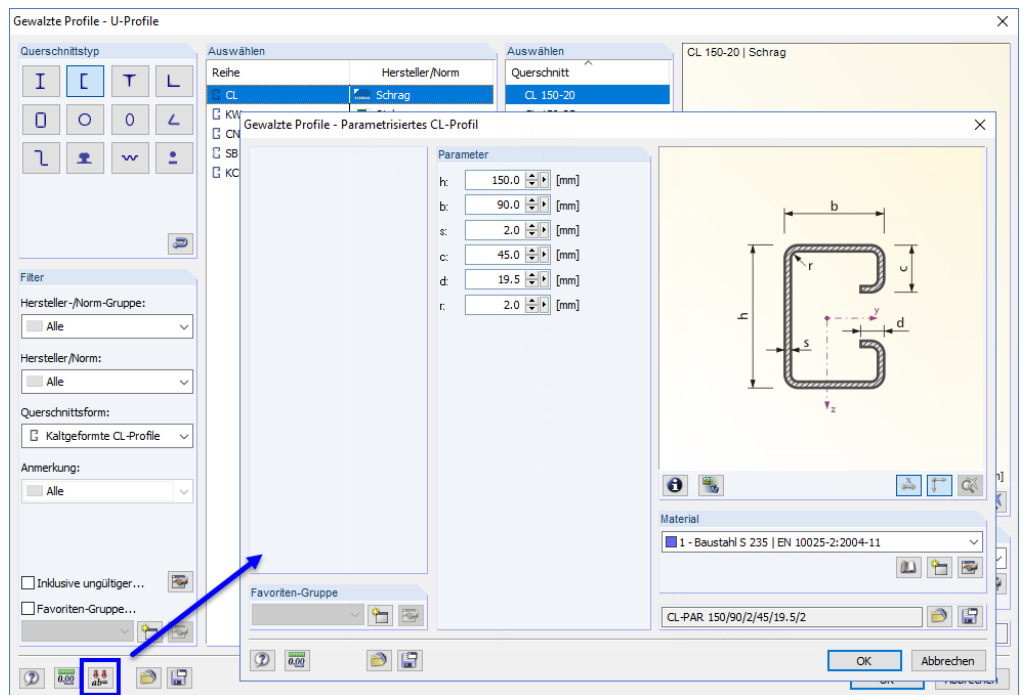 Gewalzte Profile - U-Profile
Querschnittstyp
Auswählen
Auswählen
CL 150-20 | Schrag
Reihe
Hersteller/Norm
Querschnitt
CL
Schrag
CL 150-20
KW
CN
SB
KC
Filter
Hersteller-/Norm-Gruppe:
Alle
Hersteller/Norm:
Alle
Querschnittsform:
Kaltgeformte CL-Profile
Anmerkung:
Alle
Inklusive ungültiger...
Favoriten-Gruppe...
0.00
ab=
Gewalzte Profile - Parametrisiertes CL-Profil
Parameter
h: 150.0 [mm]
b: 90.0 [mm]
s: 2.0 [mm]
c: 45.0 [mm]
d: 19.5 [mm]
r: 2.0 [mm]
b
r
c
h
y
d
s
z
Material
1 - Baustahl S 235 | EN 10025-2:2004-11
Favoriten-Gruppe
CL-PAR 150/90/2/45/19.5/2
0.00
OK
Abbrechen